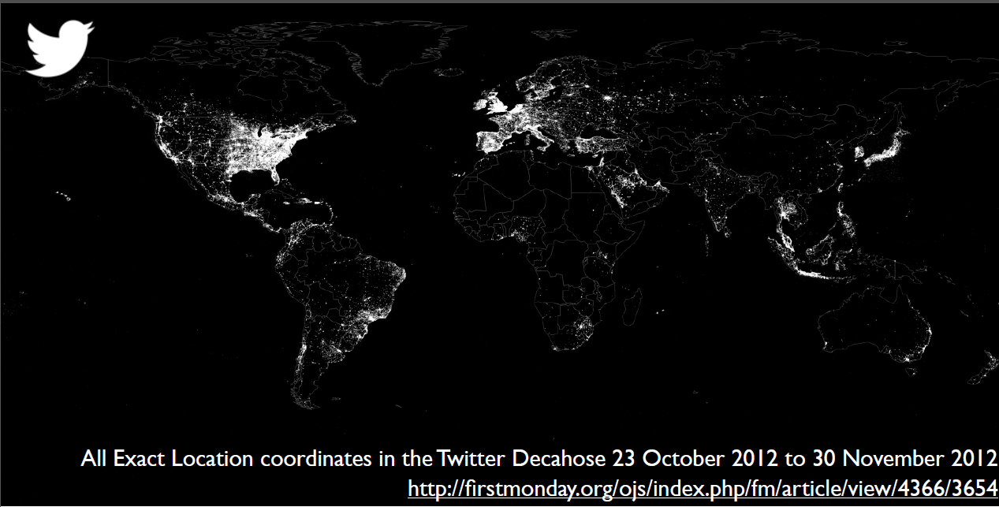 All Exact Location coordinates in the Twitter Decahose 23 October 2012 to 30 November 2012
http://firstmonday.org/ojs/index.php/fm/article/view/4366/3654